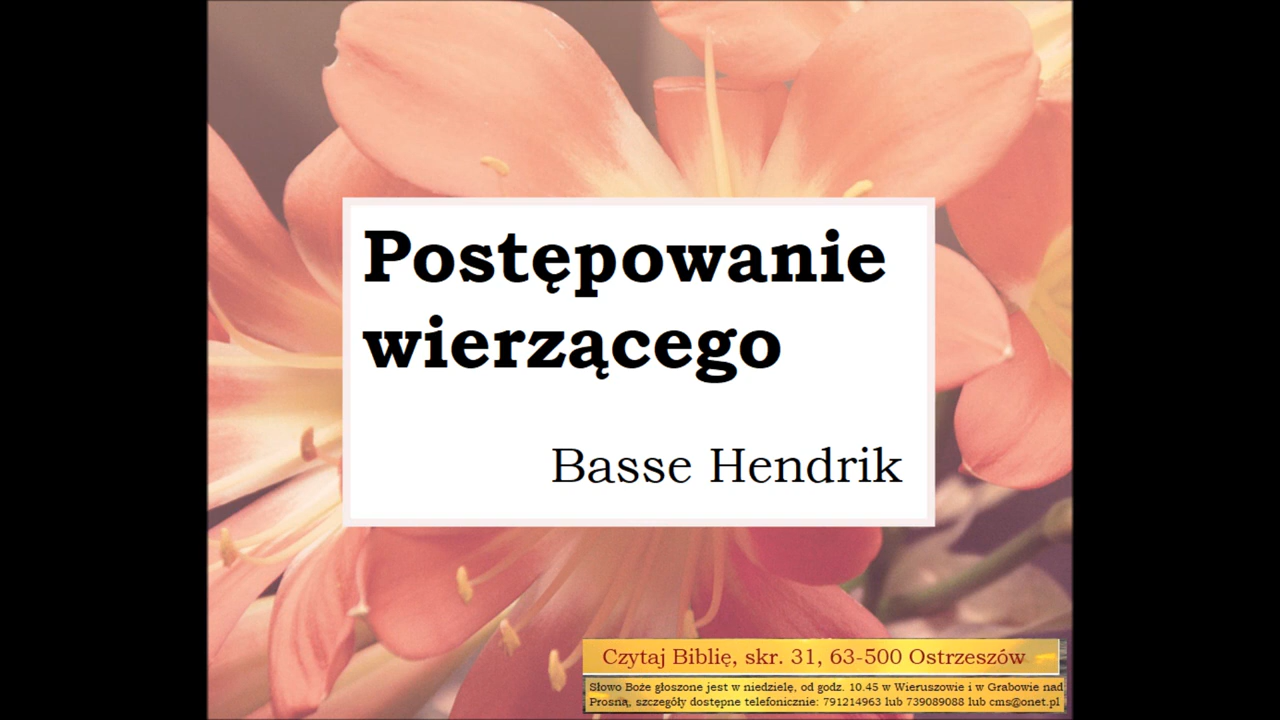 Postępowanie
wierzącego
Basse Hendrik
Czytaj Biblię, skr. 31, 63-500 Ostrzeszów
Słowo Boże głoszone jest w niedzielę, od godz. 10.45 w Wieruszowie i w Grabowie nad
Prosną, szczegóły dostępne telefonicznie: 791214963 lub 739089088 lub cms@onet.pl